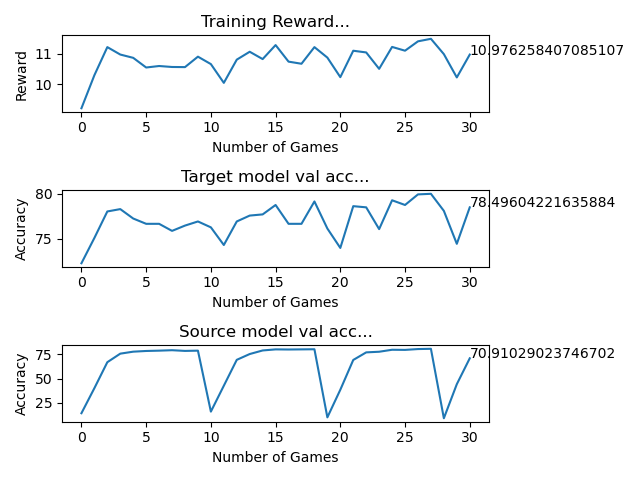 Training Reward...
11
10
Reward
10.976258407085107
0 5 10 15 20 25 30
Number of Games
Target model val acc...
80
75
Accuracy
78.49604221635884
0 5 10 15 20 25 30
Number of Games
Source model val acc...
75
50
25
Accuracy
70.91029023746702
0 5 10 15 20 25 30
Number of Games